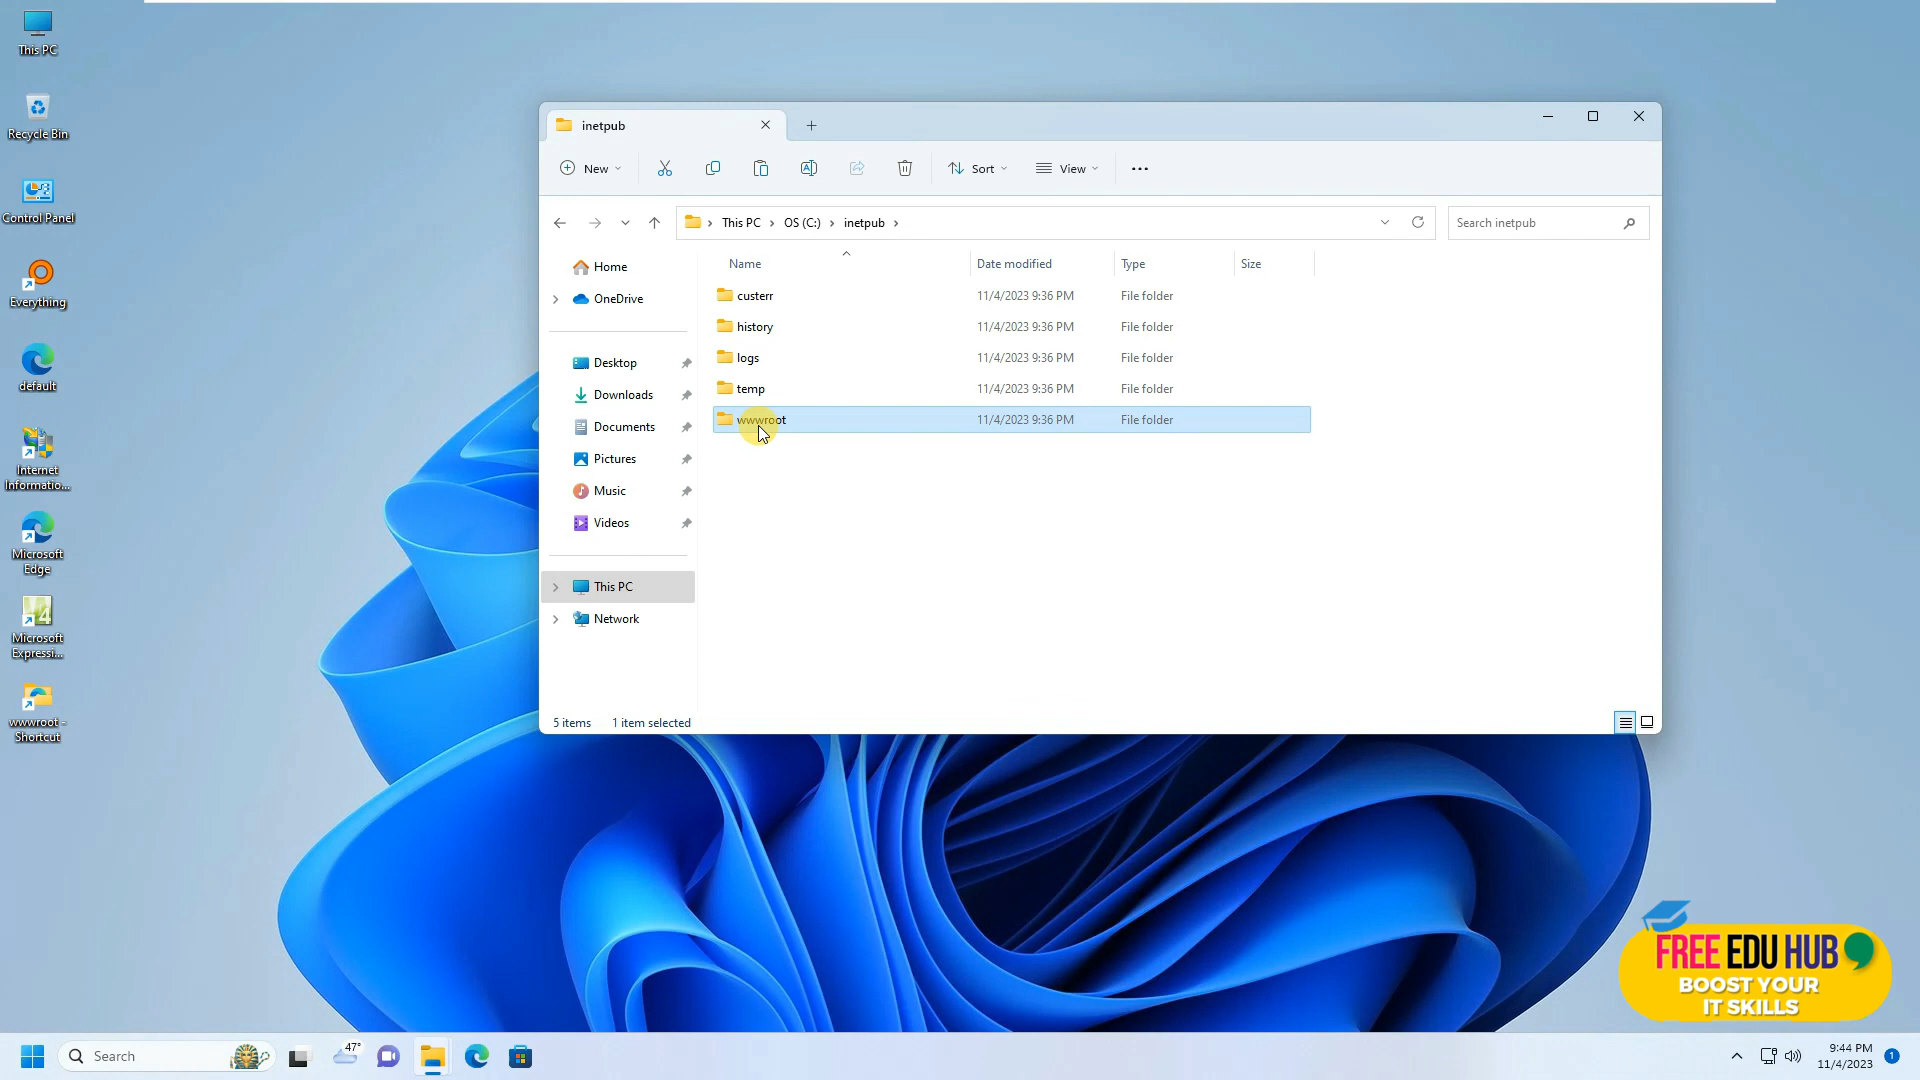 This PC
Recycle Bin
Control Panel
Everything
default
Internet
Informatio...
Microsoft
Edge
Microsoft
Expressi...
wwwroot -
Shortcut
inetpub
New
Sort
View
This PC
OS (C:)
inetpub
Search inetpub
Home
OneDrive
Desktop
Downloads
Documents
Pictures
Music
Videos
This PC
Network
Name Date modified Type Size
custerr 11/4/2023 9:36 PM File folder
history 11/4/2023 9:36 PM File folder
logs 11/4/2023 9:36 PM File folder
temp 11/4/2023 9:36 PM File folder
wwwroot 11/4/2023 9:36 PM File folder
5 items 1 item selected
FREE EDU HUB
BOOST YOUR
IT SKILLS
Search
47°
9:44 PM
11/4/2023
1